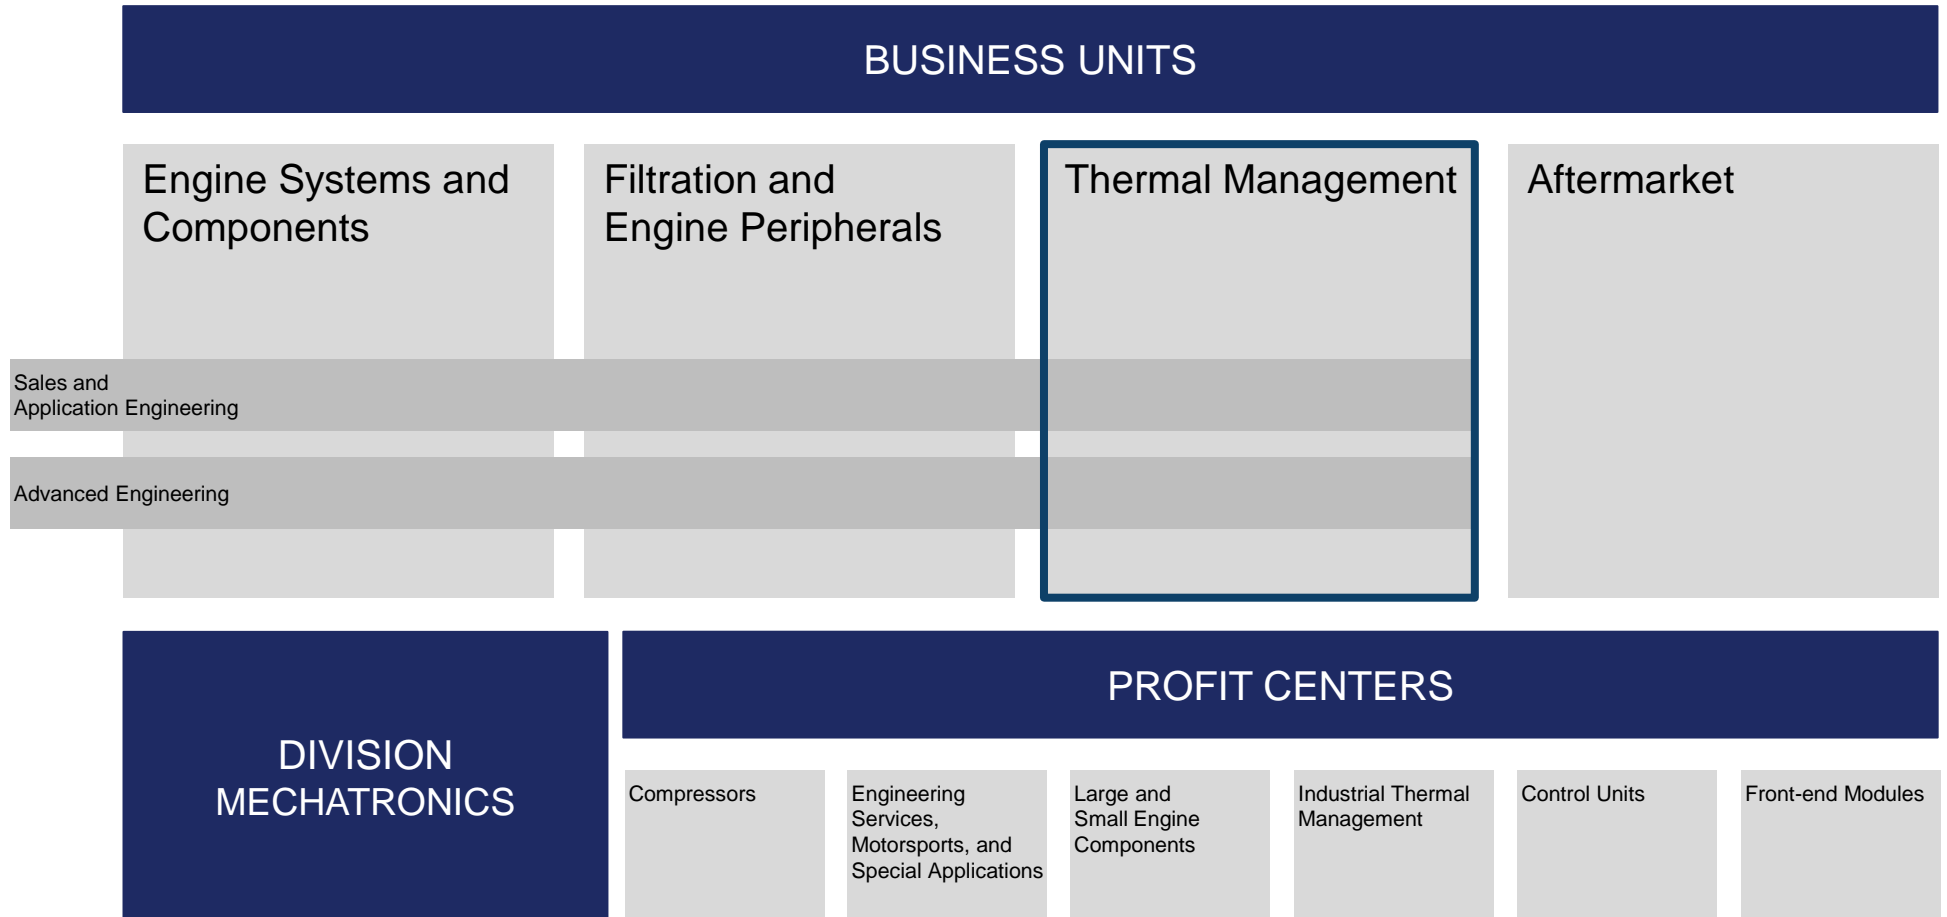 BUSINESS UNITS
Engine Systems and
Components
Filtration and
Engine Peripherals
Thermal Management
Aftermarket
Sales and
Application Engineering
Advanced Engineering
DIVISION
MECHATRONICS
PROFIT CENTERS
Compressors
Engineering
Services,
Motorsports, and
Special Applications
Large and
Small Engine
Components
Industrial Thermal
Management
Control Units
Front-end Modules